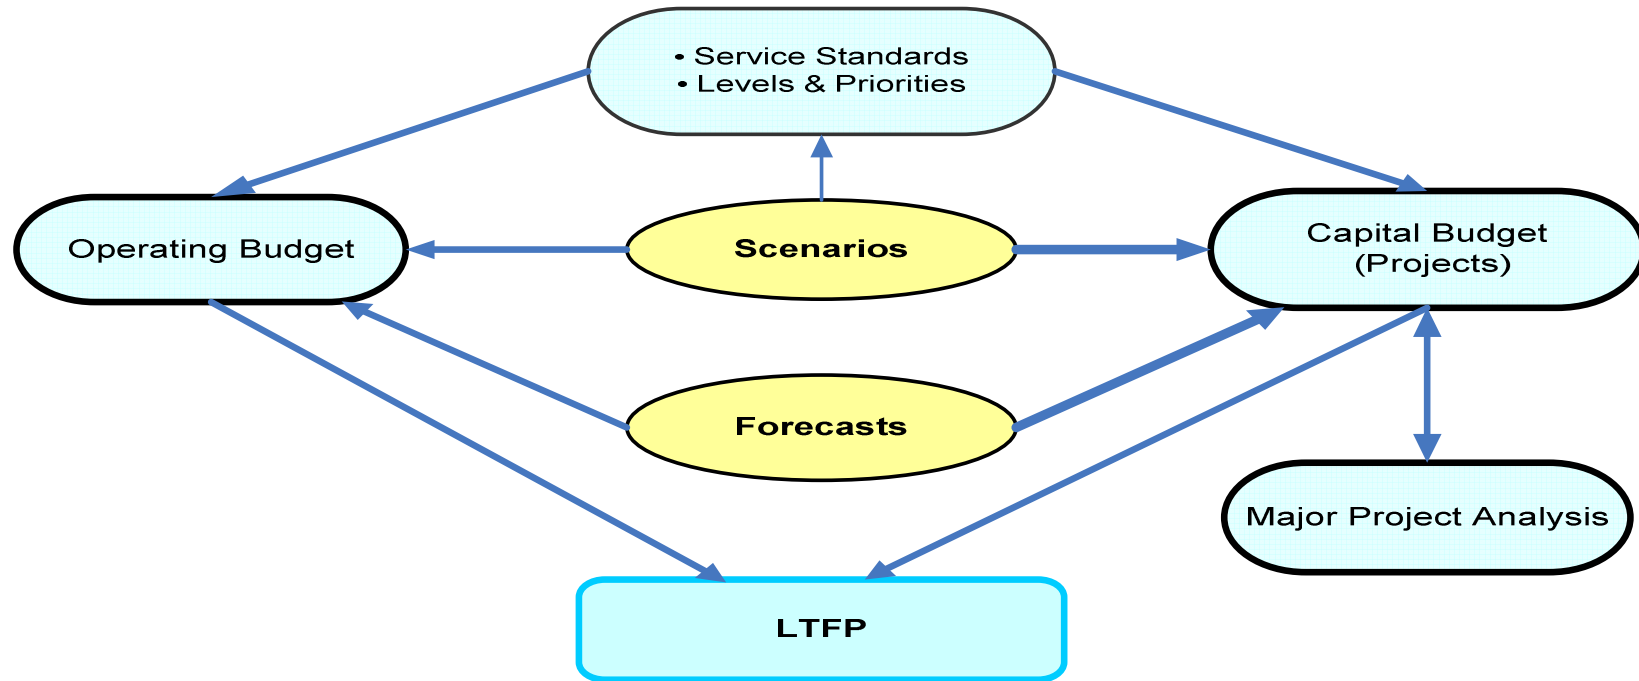 • Service Standards
• Levels & Priorities
Operating Budget
Scenarios
Capital Budget
(Projects)
Forecasts
Major Project Analysis
LTFP